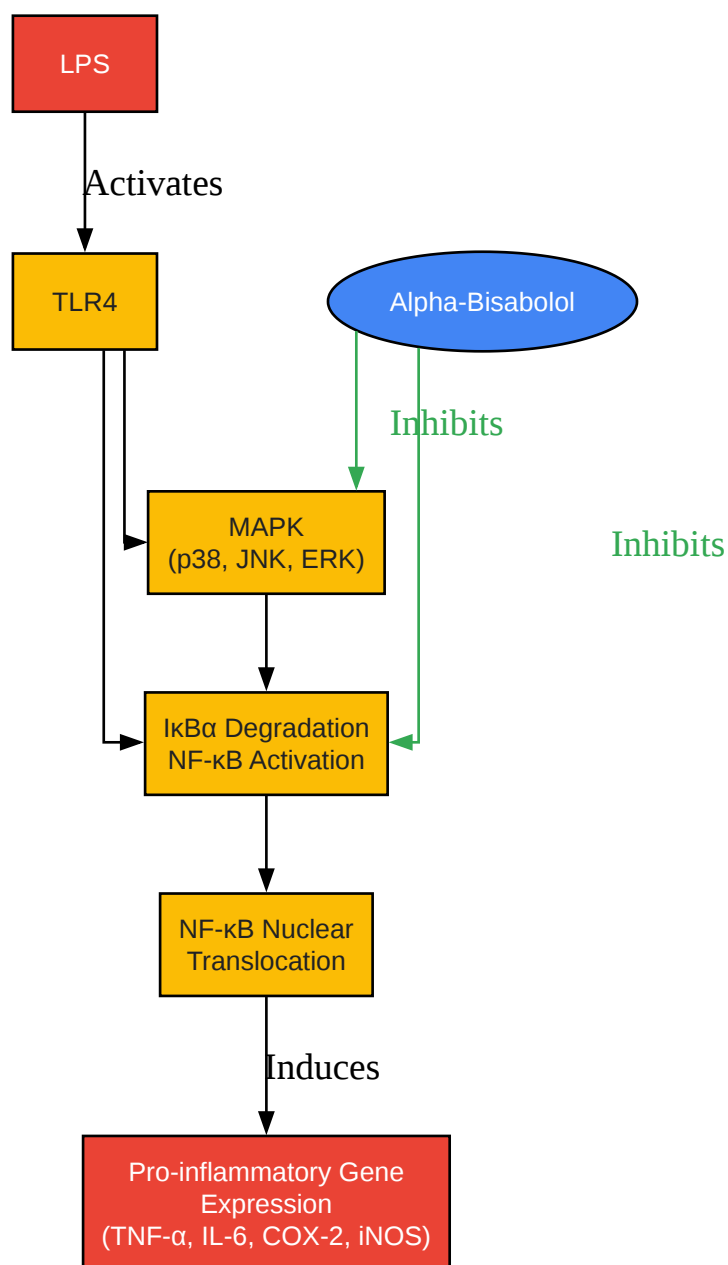 LPS
Activates
TLR4
Alpha-Bisabolol
Inhibits
MAPK
(p38, JNK, ERK)
Inhibits
IκBα Degradation
NF-κB Activation
NF-κB Nuclear
Translocation
Induces
Pro-inflammatory Gene
Expression
(TNF-α, IL-6, COX-2, iNOS)